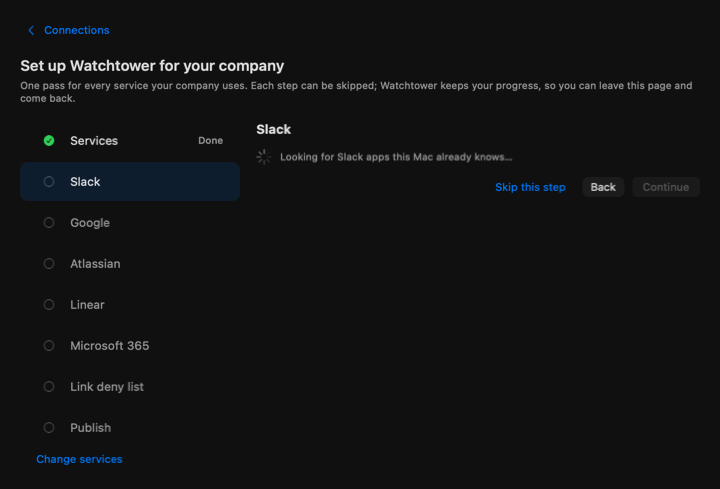 Connections
Set up Watchtower for your company
One pass for every service your company uses. Each step can be skipped; Watchtower keeps your progress, so you can leave this page and
come back.
Services Done
Slack
Google
Atlassian
Linear
Microsoft 365
Link deny list
Publish
Change services
Slack
Looking for Slack apps this Mac already knows...
Skip this step Back Continue